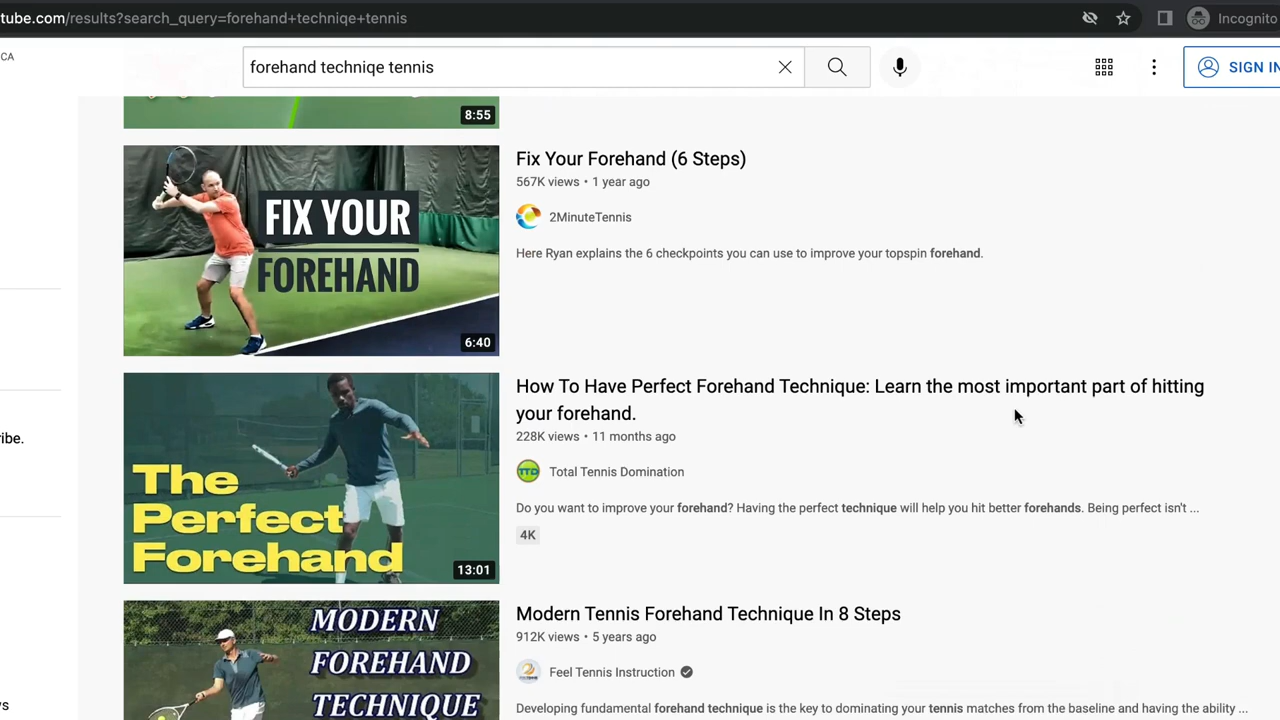 tube.com/results?search_query=forehand+techniqe+tennis
Incognito
CA
forehand techniqe tennis
SIGN IN
8:55
FIX YOUR
FOREHAND
6:40
Fix Your Forehand (6 Steps)
567K views • 1 year ago
2MinuteTennis
Here Ryan explains the 6 checkpoints you can use to improve your topspin forehand.
The
Perfect
Forehand
13:01
How To Have Perfect Forehand Technique: Learn the most important part of hitting
your forehand.
228K views • 11 months ago
TTD
Total Tennis Domination
Do you want to improve your forehand? Having the perfect technique will help you hit better forehands. Being perfect isn't ...
4K
ribe.
MODERN
FOREHAND
TECHNIQUE
Modern Tennis Forehand Technique In 8 Steps
912K views • 5 years ago
Feel Tennis Instruction
Developing fundamental forehand technique is the key to dominating your tennis matches from the baseline and having the ability ...
s